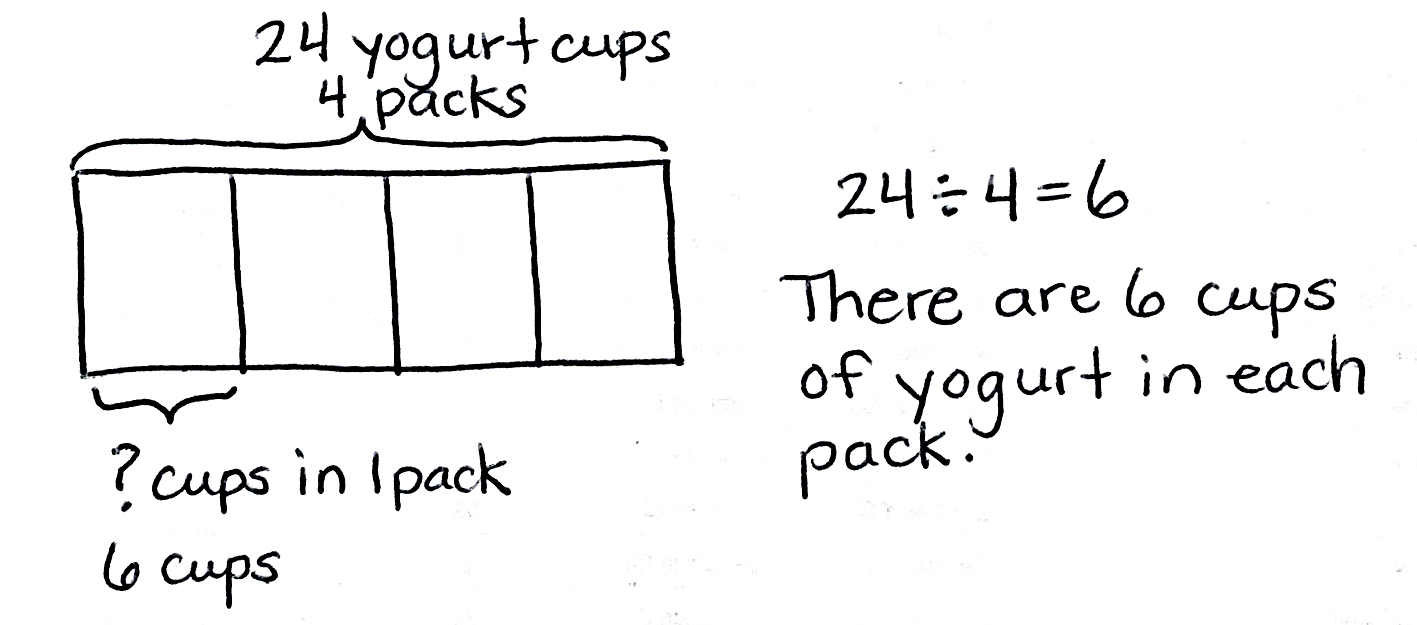 24 yogurt cups
4 packs
? cups in 1 pack
6 cups
24 ÷ 4 = 6
There are 6 cups
of yogurt in each
pack.